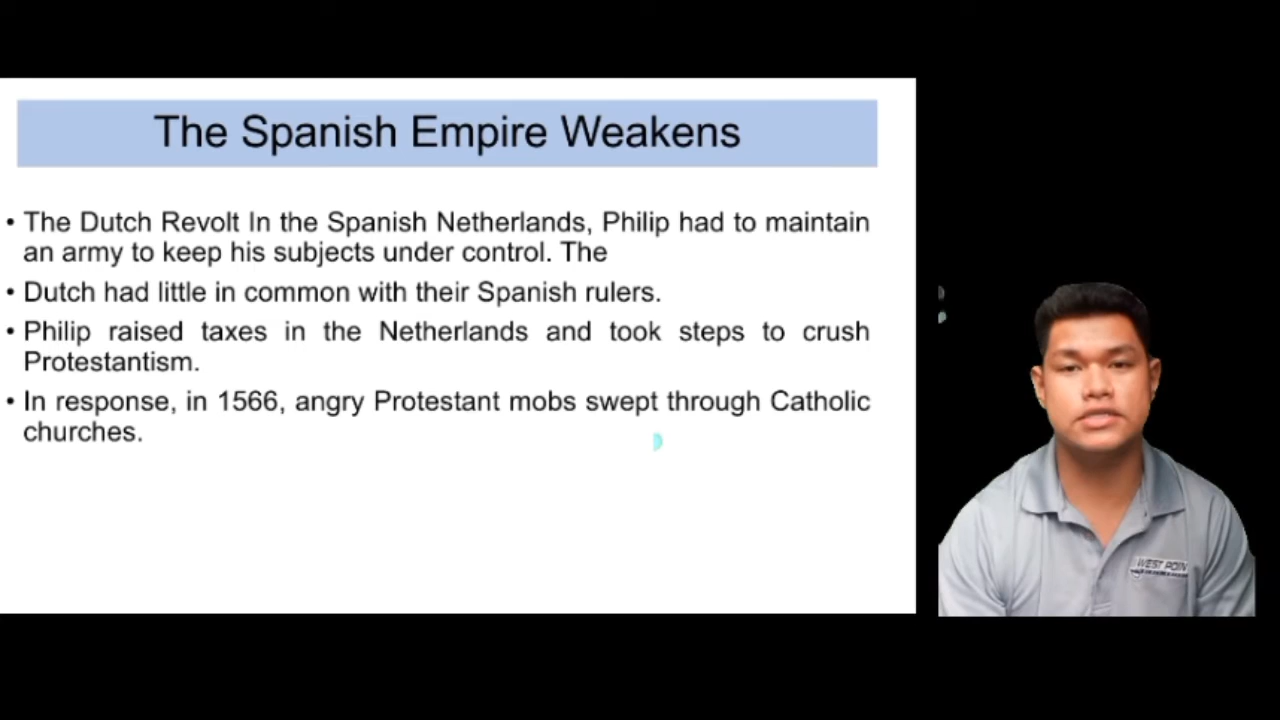 The Spanish Empire Weakens
• The Dutch Revolt In the Spanish Netherlands, Philip had to maintain
an army to keep his subjects under control. The
• Dutch had little in common with their Spanish rulers.
• Philip raised taxes in the Netherlands and took steps to crush
Protestantism.
• In response, in 1566, angry Protestant mobs swept through Catholic
churches.
WEST POIN